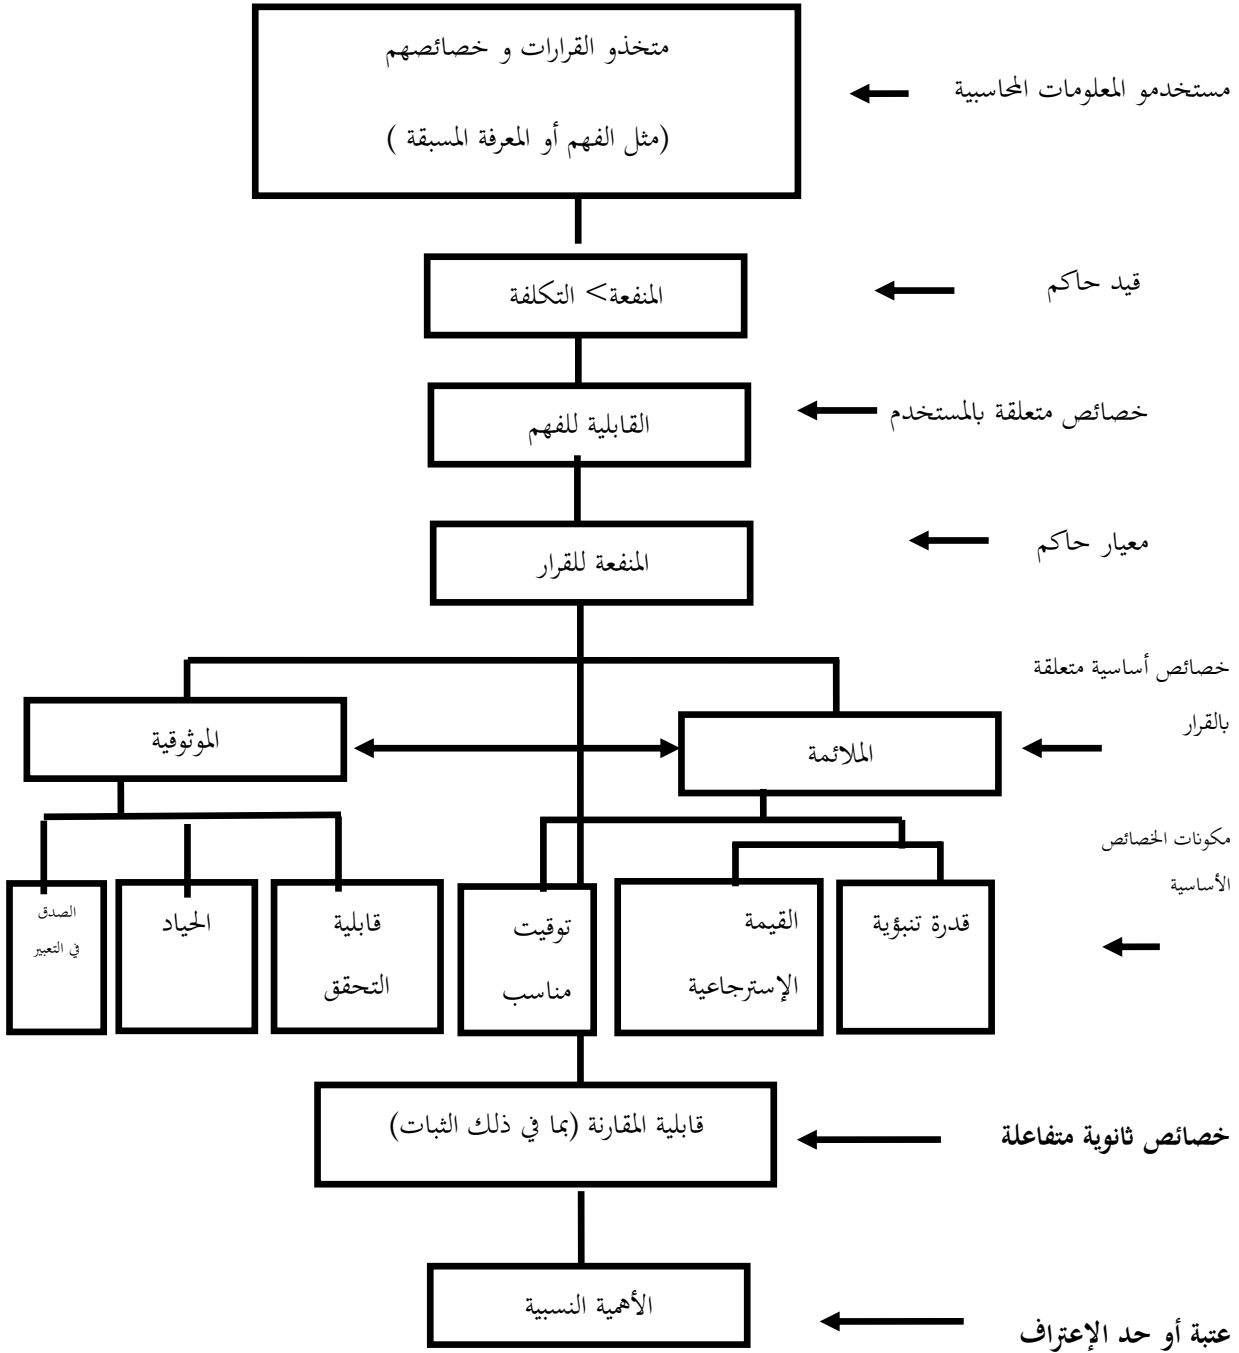 متخذو القرارات و خصائصهم
(مثل الفهم أو المعرفة المسبقة )
مستخدمو المعلومات المحاسبية
المنفعة> التكلفة
قيد حاكم
القابلية للفهم
خصائص متعلقة بالمستخدم
المنفعة للقرار
معيار حاكم
خصائص أساسية متعلقة
بالقرار
الملائمة
الموثوقية
مكونات الخصائص
الأساسية
قدرة تنبؤية
القيمة
الإسترجاعية
توقيت
مناسب
قابلية
التحقق
الحياد
الصدق
في التعبير
قابلية المقارنة (بما في ذلك الثبات)
خصائص ثانوية متفاعلة
الأهمية النسبية
عتبة أو حد الإعتراف